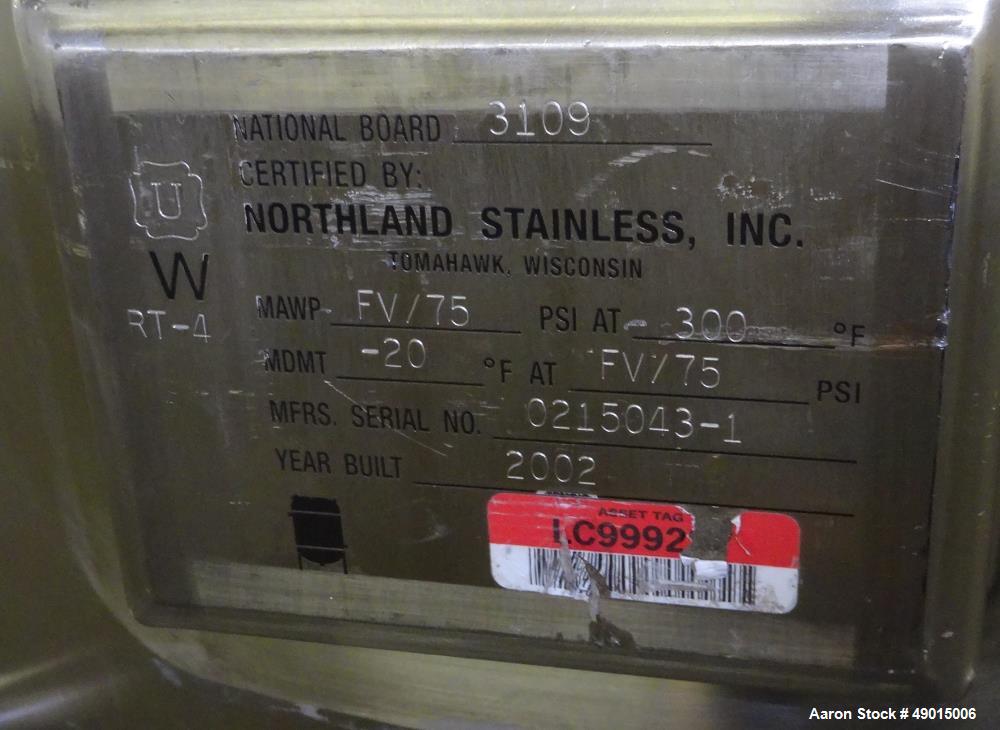 NATIONAL BOARD 3109
U
CERTIFIED BY:
NORTHLAND STAINLESS, INC.
TOMAHAWK, WISCONSIN
W
RT-4
MAWP FV/75 PSI AT 300 °F
MDMT -20 °F AT FV/75 PSI
MFRS. SERIAL NO. 0215043-1
YEAR BUILT 2002
ASSET TAG
LC9992
Aaron Stock # 49015006